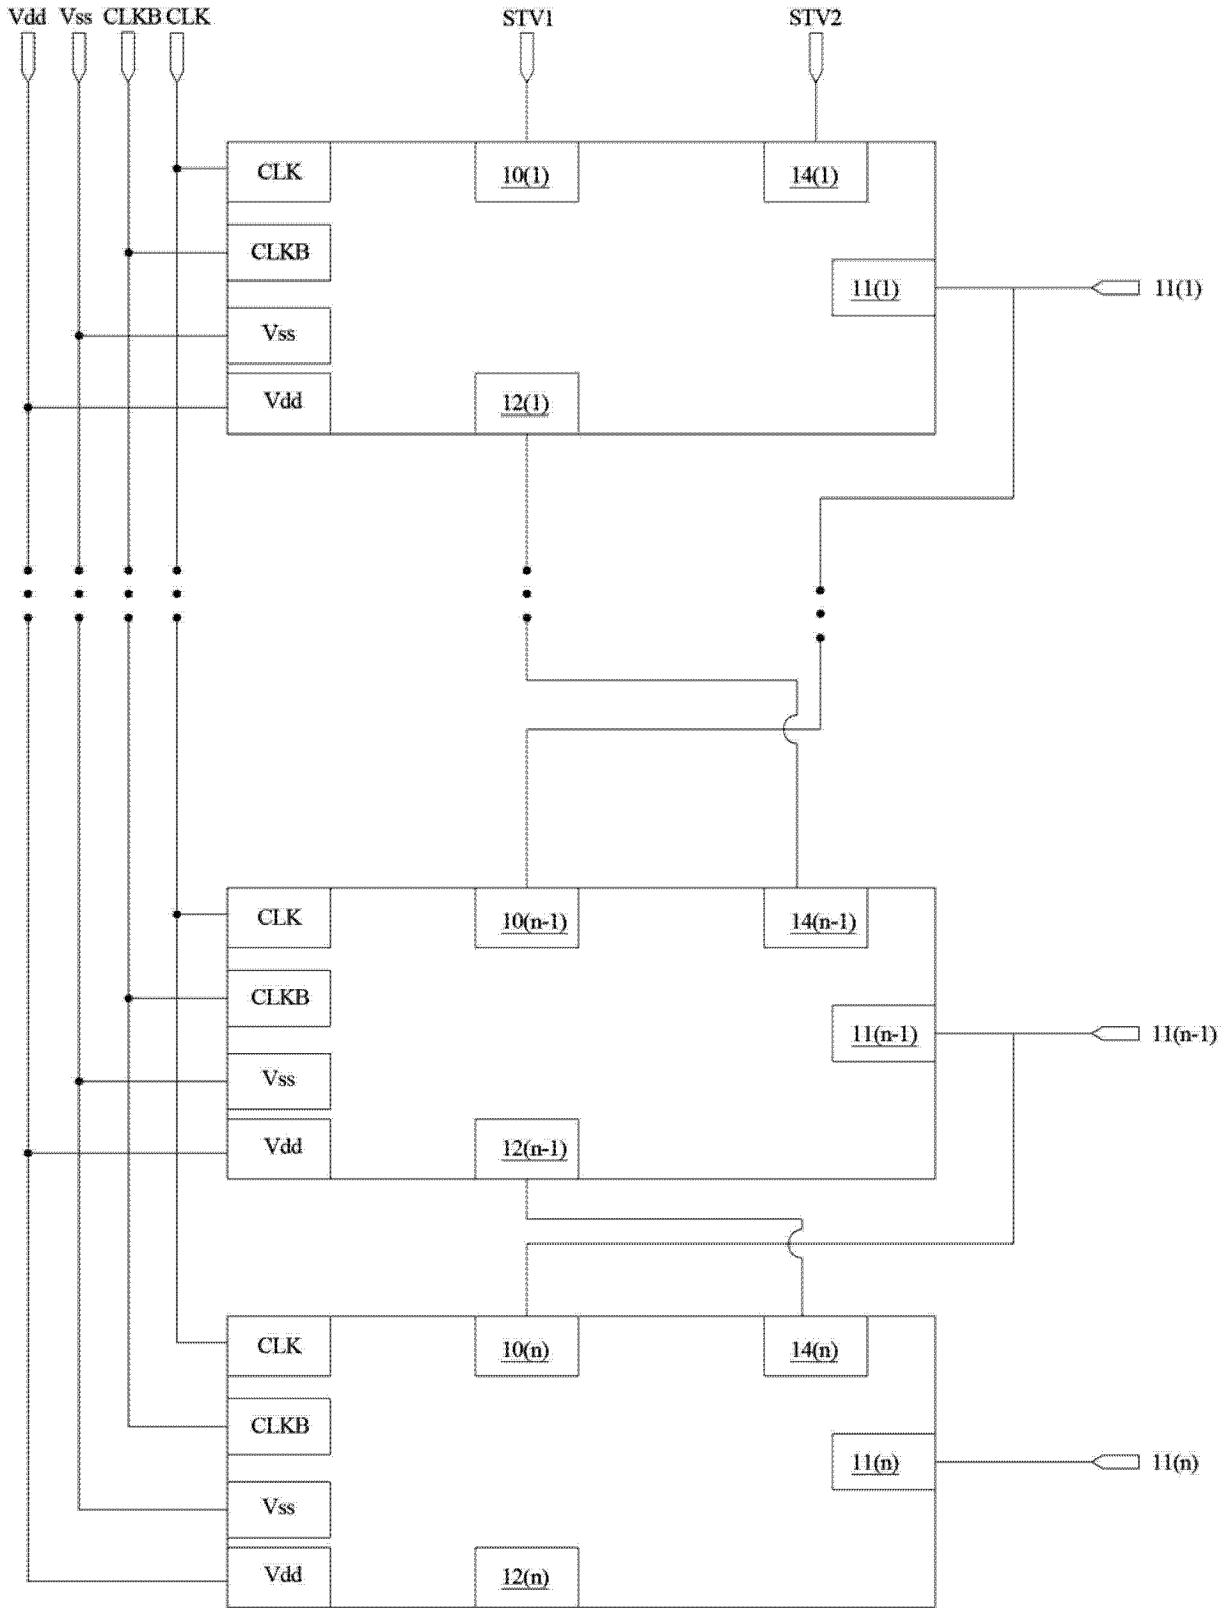 Vdd Vss CLKB CLK STV1 STV2
CLK 10(1) 14(1)
CLKB
11(1) 11(1)
Vss
Vdd 12(1)
CLK 10(n-1) 14(n-1)
CLKB
11(n-1) 11(n-1)
Vss
Vdd 12(n-1)
CLK 10(n) 14(n)
CLKB
11(n) 11(n)
Vss
Vdd 12(n)